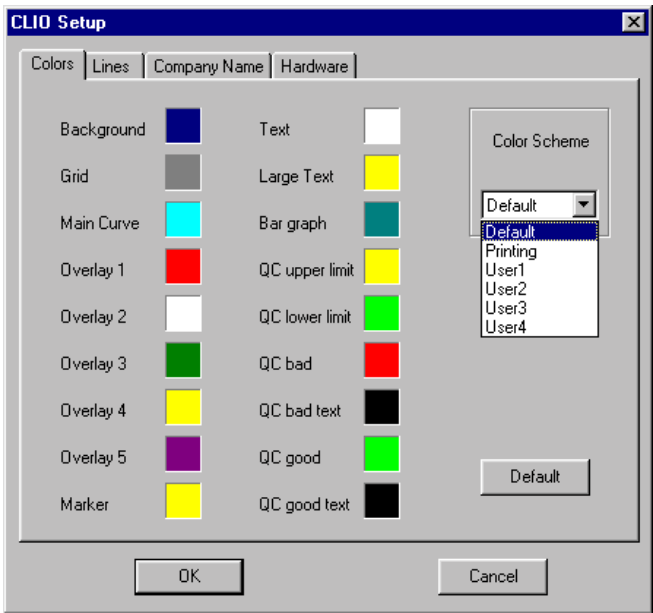 CLIO Setup
Colors
Lines
Company Name
Hardware
Background
Grid
Main Curve
Overlay 1
Overlay 2
Overlay 3
Overlay 4
Overlay 5
Marker
Text
Large Text
Bar graph
QC upper limit
QC lower limit
QC bad
QC bad text
QC good
QC good text
Color Scheme
Default
Default
Printing
User1
User2
User3
User4
Default
OK
Cancel